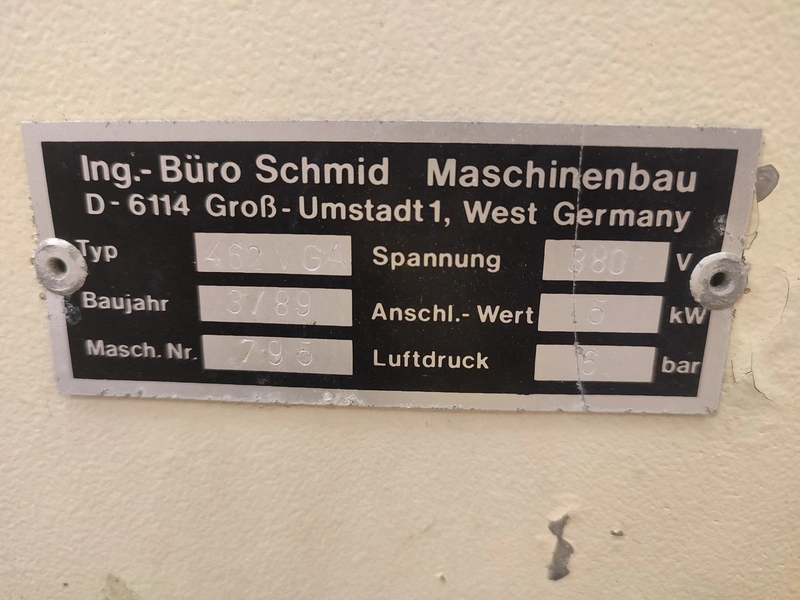 Ing.-Büro Schmid Maschinenbau
D-6114 Groß-Umstadt 1, West Germany
Typ 462 VGA Spannung 380 V
Baujahr 3/89 Anschl.-Wert 5 kW
Masch. Nr. 795 Luftdruck 6 bar